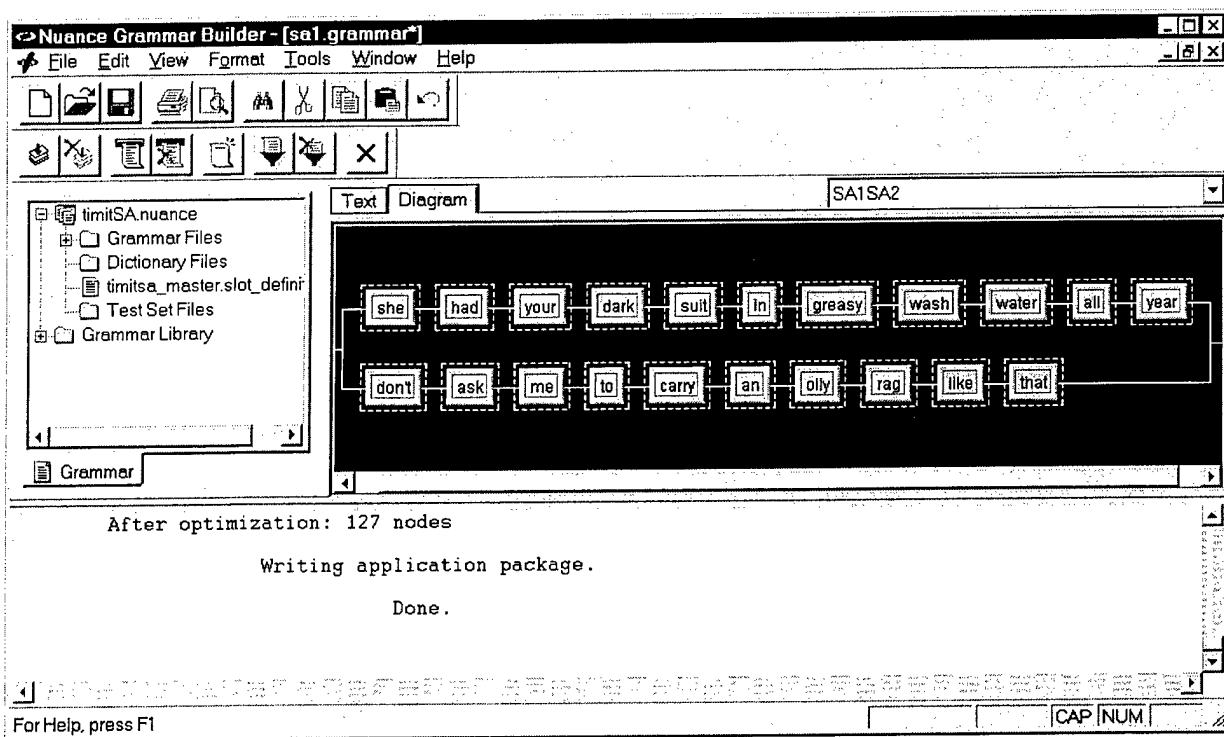 Nuance Grammar Builder - [sa1.grammar*]
File Edit View Format Tools Window Help
Text Diagram SA1SA2
timitSA.nuance
Grammar Files
Dictionary Files
timitsa_master.slot_defini
Test Set Files
Grammar Library
Grammar
she had your dark suit in greasy wash water all year
don't ask me to carry an oily rag like that
After optimization: 127 nodes
Writing application package.
Done.
For Help, press F1 CAP NUM